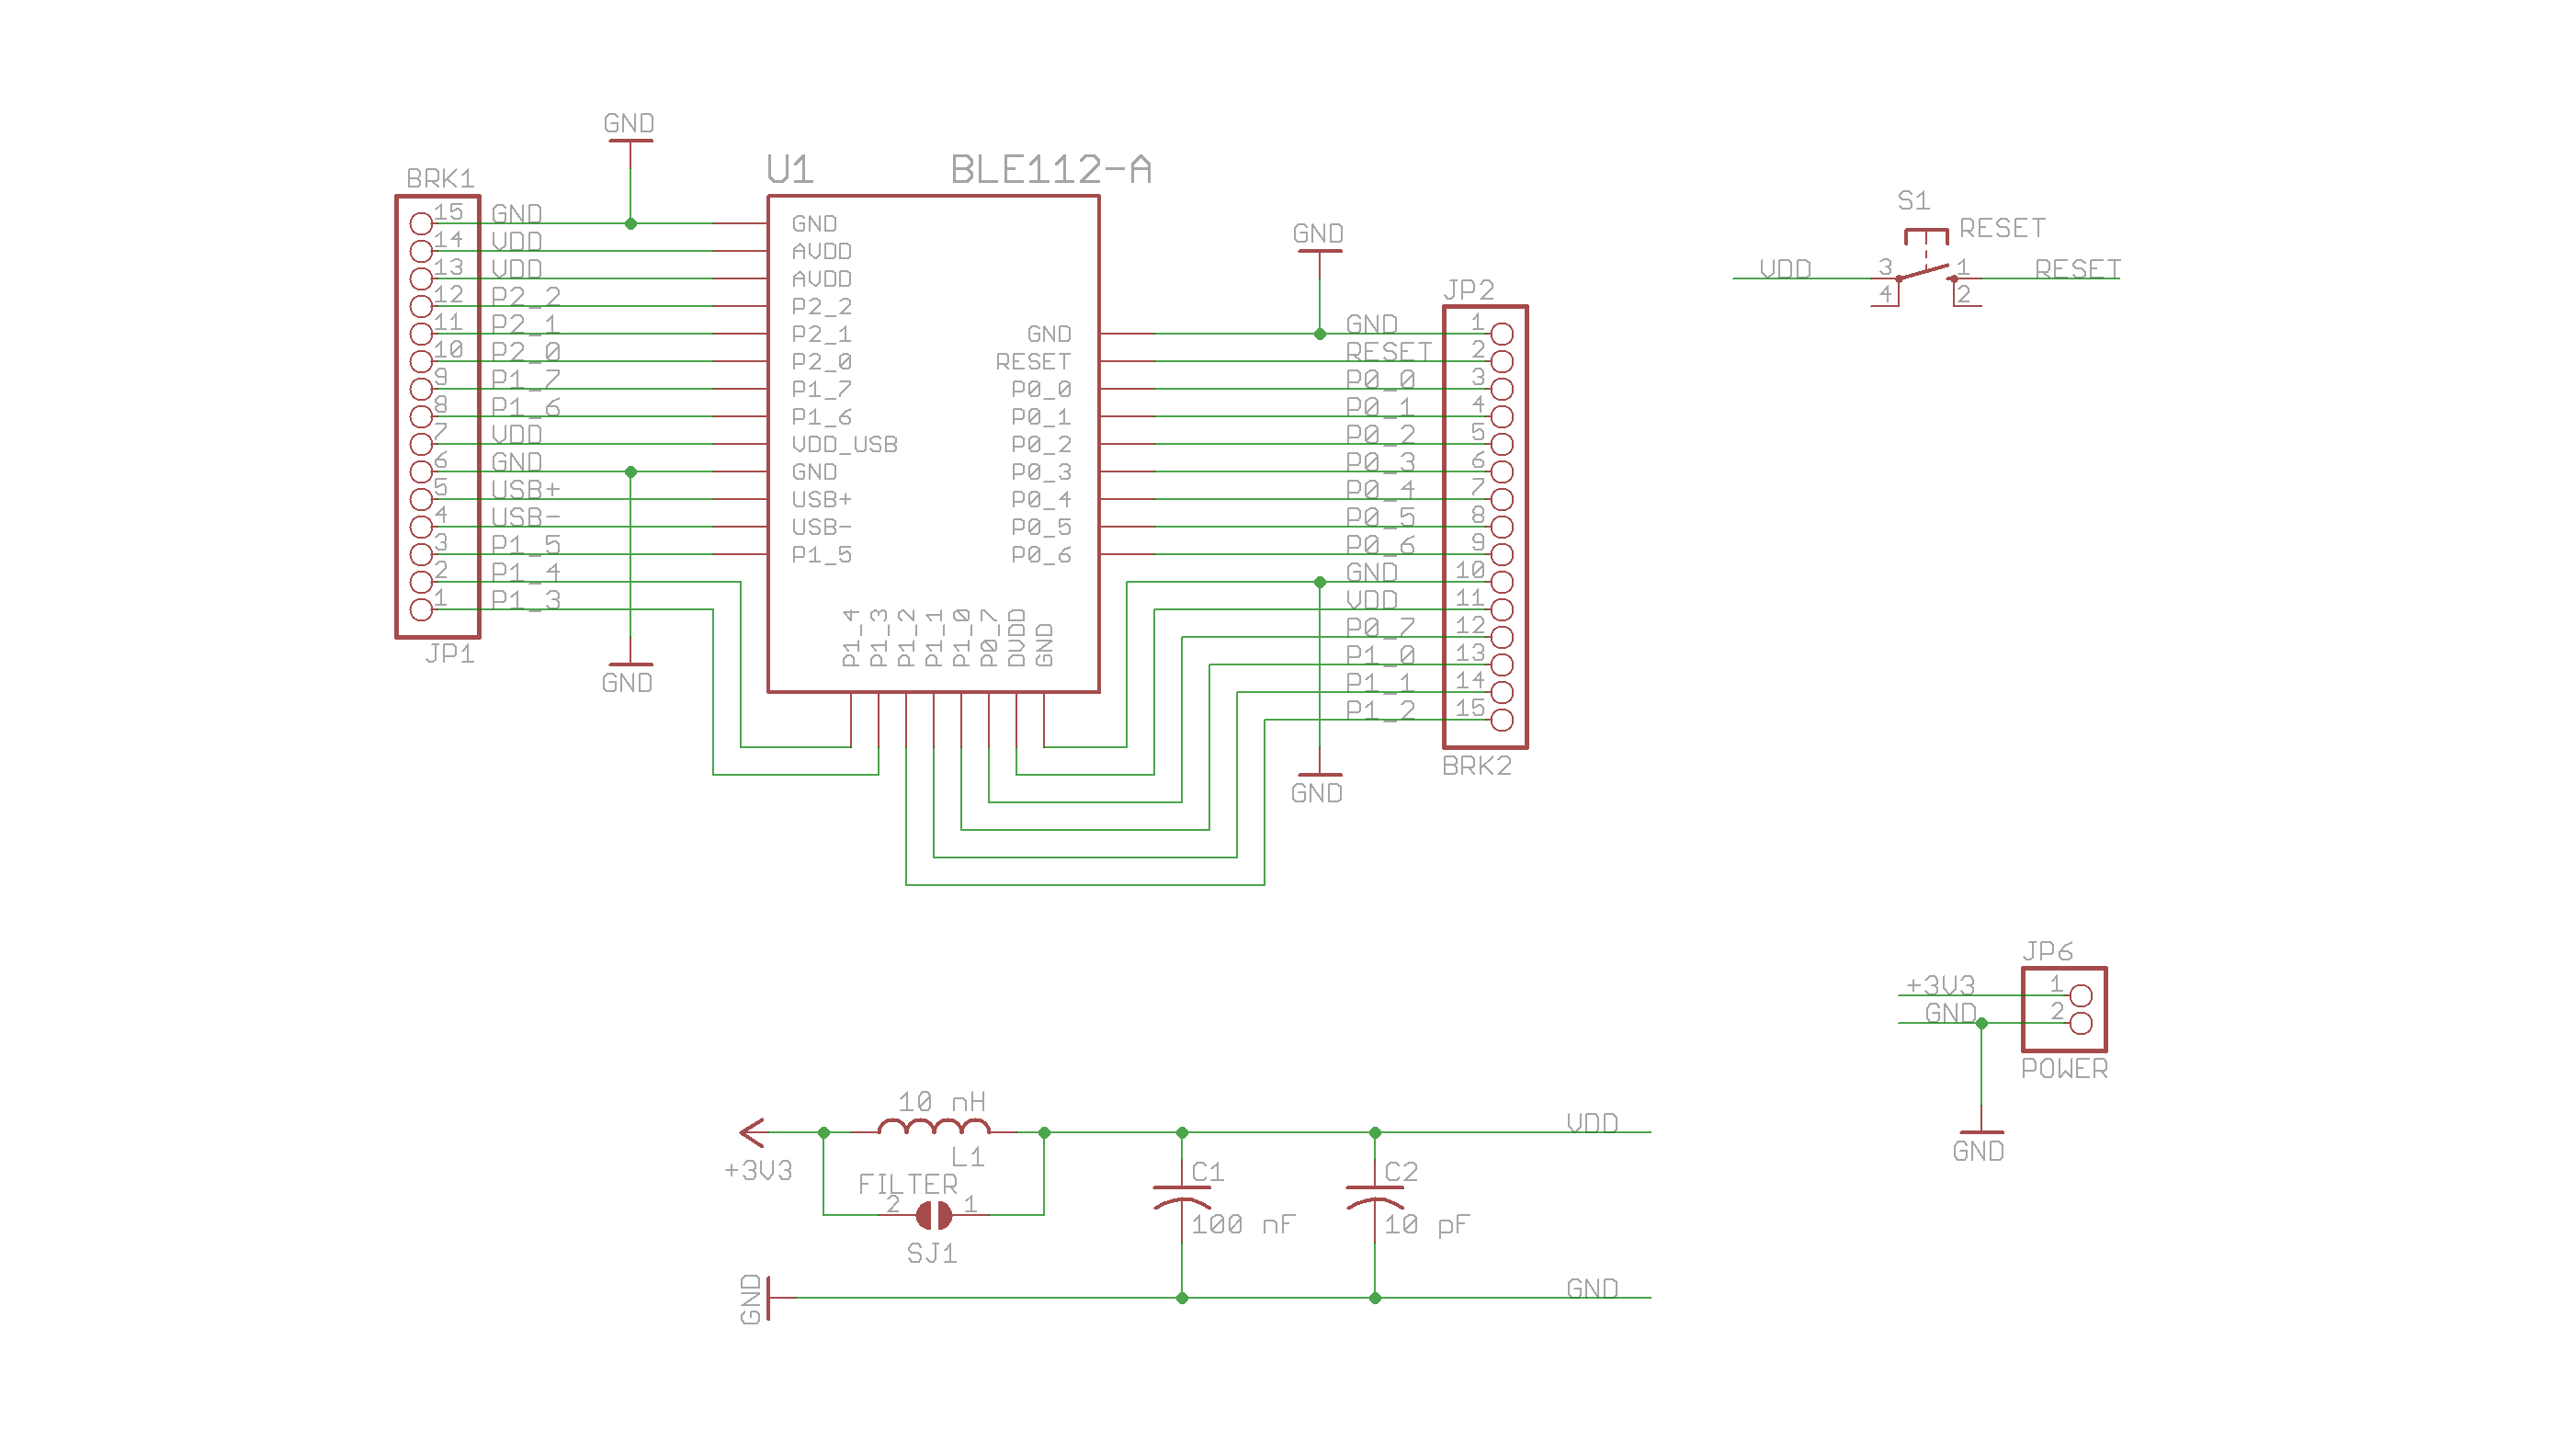 GND
U1 BLE112-A
BRK1
15 GND
14 VDD
13 VDD
12 P2_2
11 P2_1
10 P2_0
9 P1_7
8 P1_6
7 VDD
6 GND
5 USB+
4 USB-
3 P1_5
2 P1_4
1 P1_3
JP1
GND
GND
AVDD
AVDD
P2_2
P2_1
P2_0
P1_7
P1_6
VDD_USB
GND
USB+
USB-
P1_5
GND
RESET
P0_0
P0_1
P0_2
P0_3
P0_4
P0_5
P0_6
P1_4
P1_3
P1_2
P1_1
P1_0
P0_7
DVDD
GND
GND
JP2
GND 1
RESET 2
P0_0 3
P0_1 4
P0_2 5
P0_3 6
P0_4 7
P0_5 8
P0_6 9
GND 10
VDD 11
P0_7 12
P1_0 13
P1_1 14
P1_2 15
BRK2
GND
S1
RESET
VDD 3 1 RESET
4 2
JP6
+3V3 1
GND 2
POWER
GND
10 nH
L1
+3V3
FILTER
2 1
SJ1
VDD
C1
100 nF
C2
10 pF
GND
GND